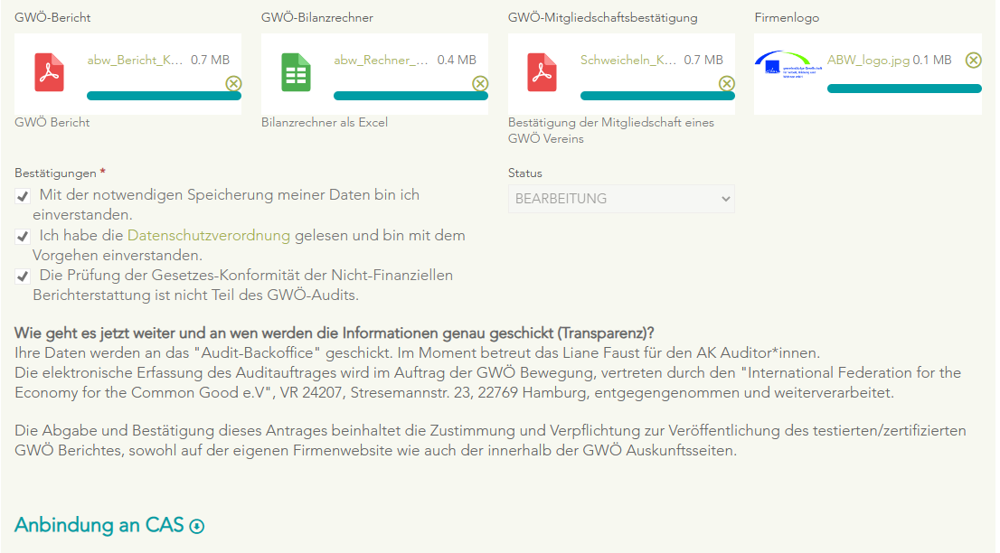 GWÖ-Bericht
GWÖ-Bilanzrechner
GWÖ-Mitgliedschaftsbestätigung
Firmenlogo
abw_Bericht_K... 0.7 MB
abw_Rechner_... 0.4 MB
Schweicheln_K... 0.7 MB
ABW_logo.jpg 0.1 MB
GWÖ Bericht
Bilanzrechner als Excel
Bestätigung der Mitgliedschaft eines
GWÖ Vereins
Bestätigungen *
Status
BEARBEITUNG
Mit der notwendigen Speicherung meiner Daten bin ich
einverstanden.
Ich habe die Datenschutzverordnung gelesen und bin mit dem
Vorgehen einverstanden.
Die Prüfung der Gesetzes-Konformität der Nicht-Finanziellen
Berichterstattung ist nicht Teil des GWÖ-Audits.
Wie geht es jetzt weiter und an wen werden die Informationen genau geschickt (Transparenz)?
Ihre Daten werden an das "Audit-Backoffice" geschickt. Im Moment betreut das Liane Faust für den AK Auditor*innen.
Die elektronische Erfassung des Auditauftrages wird im Auftrag der GWÖ Bewegung, vertreten durch den "International Federation for the
Economy for the Common Good e.V", VR 24207, Stresemannstr. 23, 22769 Hamburg, entgegengenommen und weiterverarbeitet.
Die Abgabe und Bestätigung dieses Antrages beinhaltet die Zustimmung und Verpflichtung zur Veröffentlichung des testierten/zertifizierten
GWÖ Berichtes, sowohl auf der eigenen Firmenwebsite wie auch der innerhalb der GWÖ Auskunftsseiten.
Anbindung an CAS